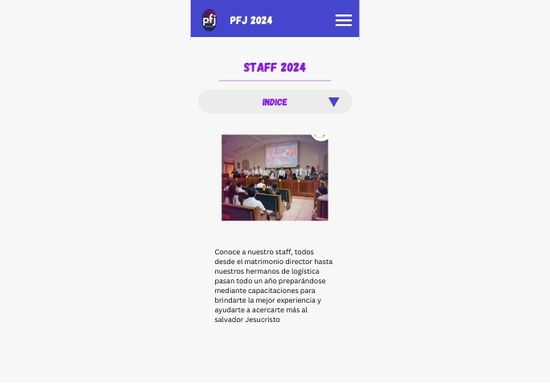 pfj
PFJ 2024
STAFF 2024
INDICE
Conoce a nuestro staff, todos
desde el matrimonio director hasta
nuestros hermanos de logística
pasan todo un año preparándose
mediante capacitaciones para
brindarte la mejor experiencia y
ayudarte a acercarte más al
salvador Jesucristo